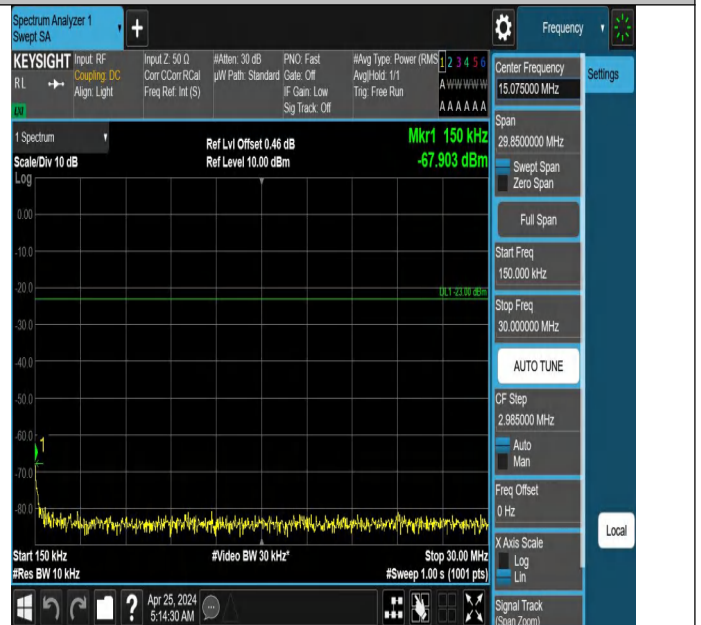 Spectrum Analyzer 1
Swept SA
+
Frequency
KEYSIGHT
RL
Input: RF
Coupling: DC
Align: Light
Input Z: 50 Ω
Corr CCorr RCal
Freq Ref: Int (S)
#Atten: 30 dB
µW Path: Standard
PNO: Fast
Gate: Off
IF Gain: Low
Sig Track: Off
#Avg Type: Power (RMS
Avg|Hold: 1/1
Trig: Free Run
1 2 3 4 5 6
A W W W W W
A A A A A A
1 Spectrum
Scale/Div 10 dB
Log
Ref Lvl Offset 0.46 dB
Ref Level 10.00 dBm
Mkr1 150 kHz
-67.903 dBm
0.00
-10.0
-20.0
DL1 -23.00 dBm
-30.0
-40.0
-50.0
-60.0
1
-70.0
-80.0
Start 150 kHz
#Video BW 30 kHz*
Stop 30.00 MHz
#Res BW 10 kHz
#Sweep 1.00 s (1001 pts)
?
Apr 25, 2024
5:14:30 AM
Center Frequency
15.075000 MHz
Settings
Span
29.8500000 MHz
Swept Span
Zero Span
Full Span
Start Freq
150.000 kHz
Stop Freq
30.000000 MHz
AUTO TUNE
CF Step
2.985000 MHz
Auto
Man
Freq Offset
0 Hz
Local
X Axis Scale
Log
Lin
Signal Track
(Span Zoom)